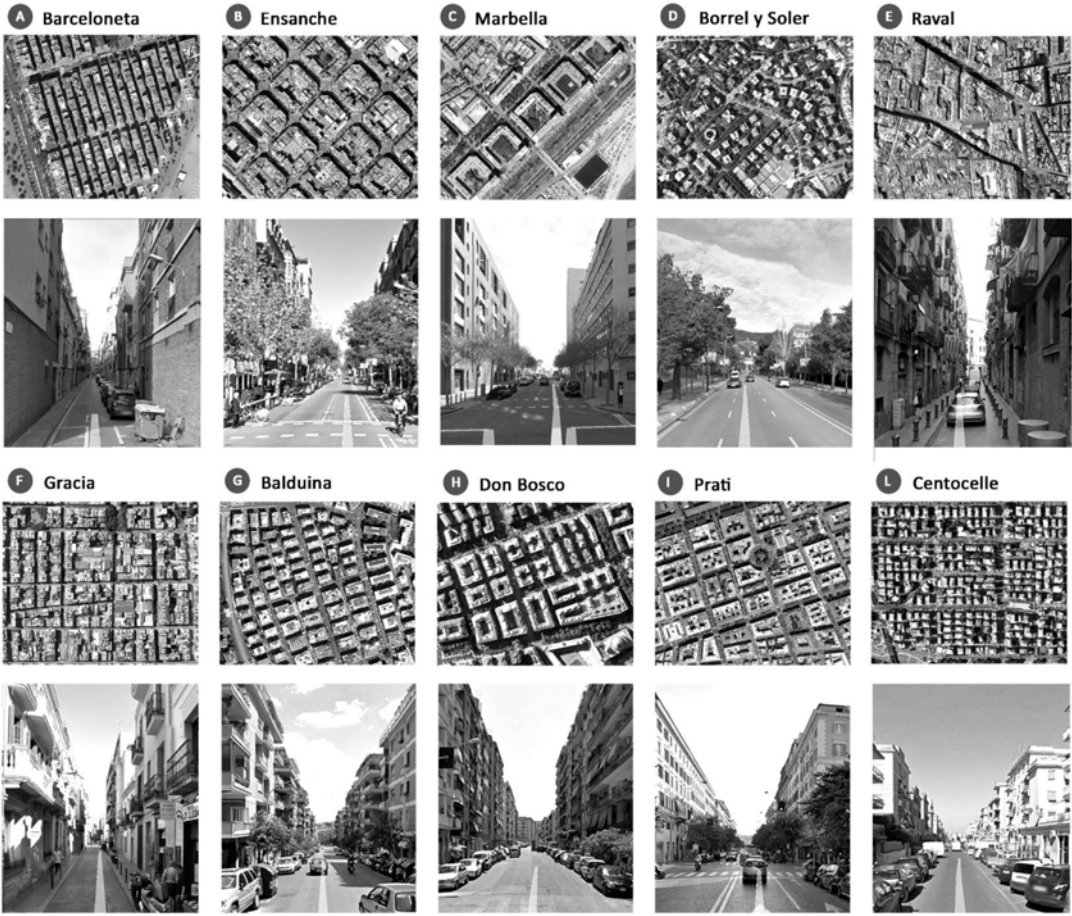 A Barceloneta
B Ensanche
C Marbella
D Borrel y Soler
E Raval
F Gracia
G Balduina
H Don Bosco
I Prati
L Centocelle